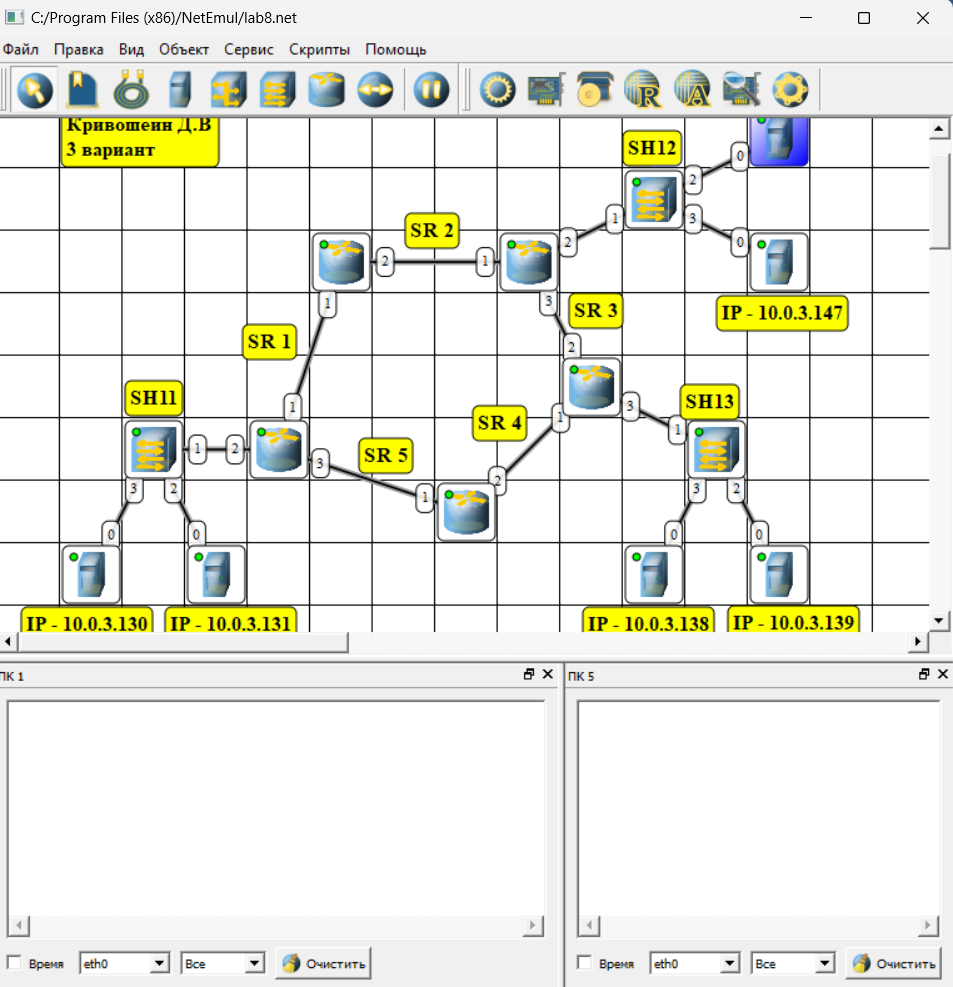 C:/Program Files (x86)/NetEmul/lab8.net
Файл Правка Вид Объект Сервис Скрипты Помощь
R A
Кривошеин Д.В
3 вариант
SH12
0
2
1
3
0
SR 2
2
2
1
1
3
SR 3
IP - 10.0.3.147
SR 1
2
SH11
1
SR 4
1
3
SH13
1
1
2
3
SR 5
3
2
1
2
3
2
0
0
0
0
IP - 10.0.3.130
IP - 10.0.3.131
IP - 10.0.3.138
IP - 10.0.3.139
ПК 1
ПК 5
Время eth0 Все Очистить
Время eth0 Все Очистить